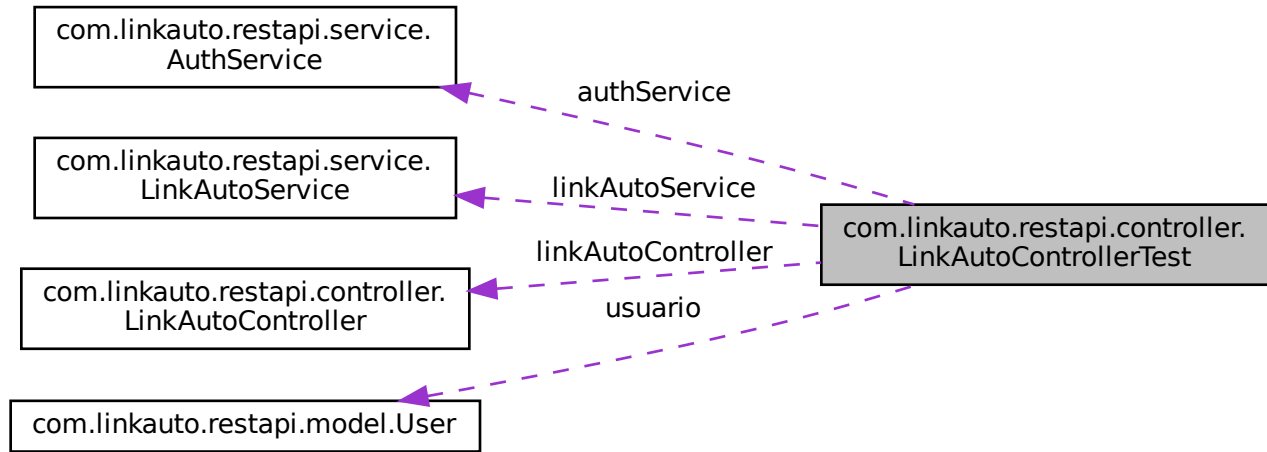 com.linkauto.restapi.service.
AuthService
authService
com.linkauto.restapi.service.
LinkAutoService
linkAutoService
com.linkauto.restapi.controller.
LinkAutoControllerTest
linkAutoController
com.linkauto.restapi.controller.
LinkAutoController
usuario
com.linkauto.restapi.model.User